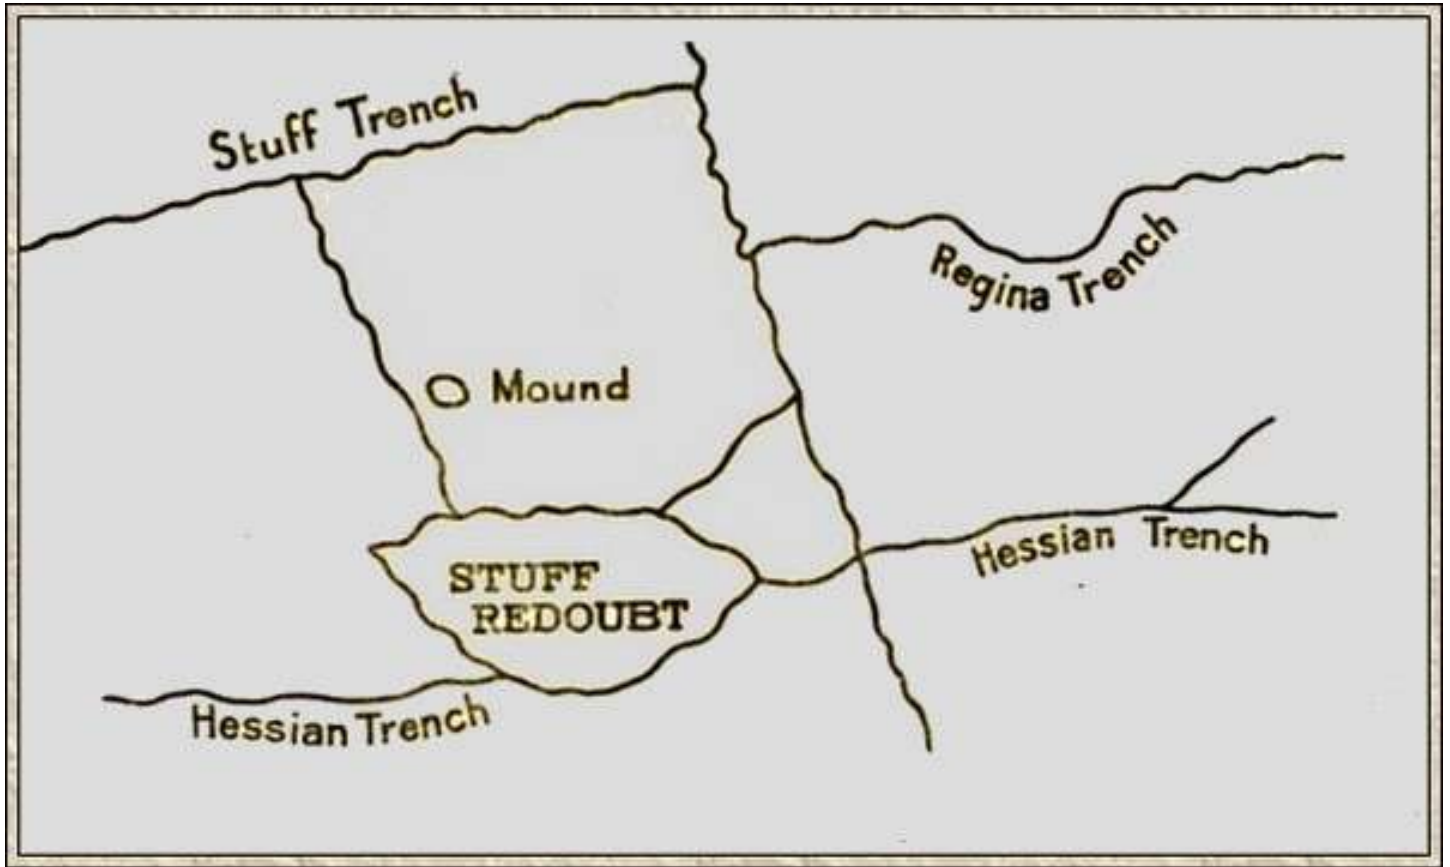 Stuff Trench
Regina Trench
Mound
Hessian Trench
STUFF
REDOUBT
Hessian Trench